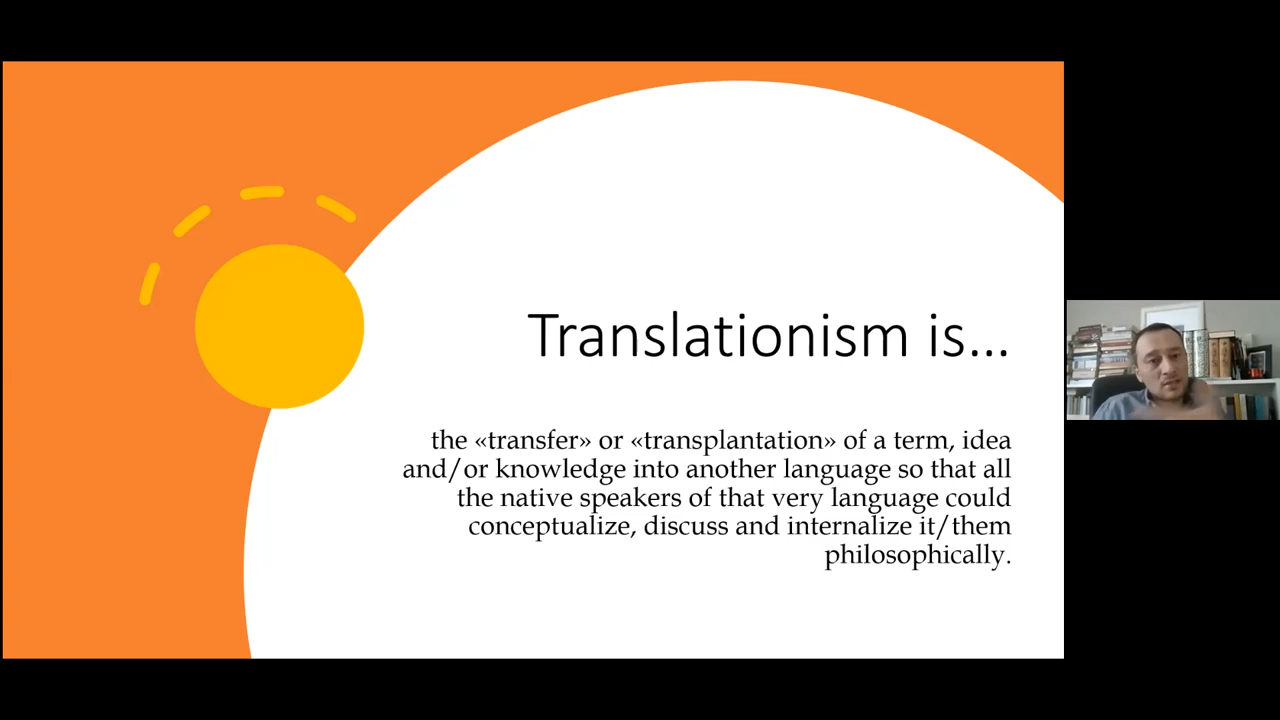 Translationism is...
the «transfer» or «transplantation» of a term, idea
and/or knowledge into another language so that all
the native speakers of that very language could
conceptualize, discuss and internalize it/them
philosophically.